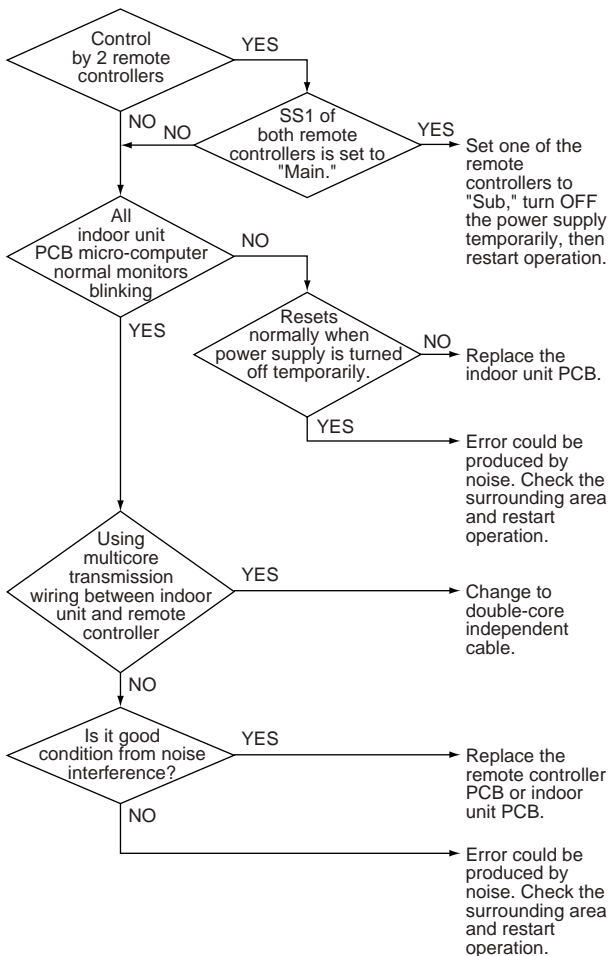 Control
by 2 remote
controllers
YES
NO
SS1 of
both remote
controllers is set to
"Main."
NO
YES
Set one of the
remote
controllers to
"Sub," turn OFF
the power supply
temporarily, then
restart operation.
All
indoor unit
PCB micro-computer
normal monitors
blinking
NO
YES
Resets
normally when
power supply is turned
off temporarily.
NO
Replace the
indoor unit PCB.
YES
Error could be
produced by
noise. Check the
surrounding area
and restart
operation.
Using
multicore
transmission
wiring between indoor
unit and remote
controller
YES
Change to
double-core
independent
cable.
NO
Is it good
condition from noise
interference?
YES
Replace the
remote controller
PCB or indoor
unit PCB.
NO
Error could be
produced by
noise. Check the
surrounding area
and restart
operation.